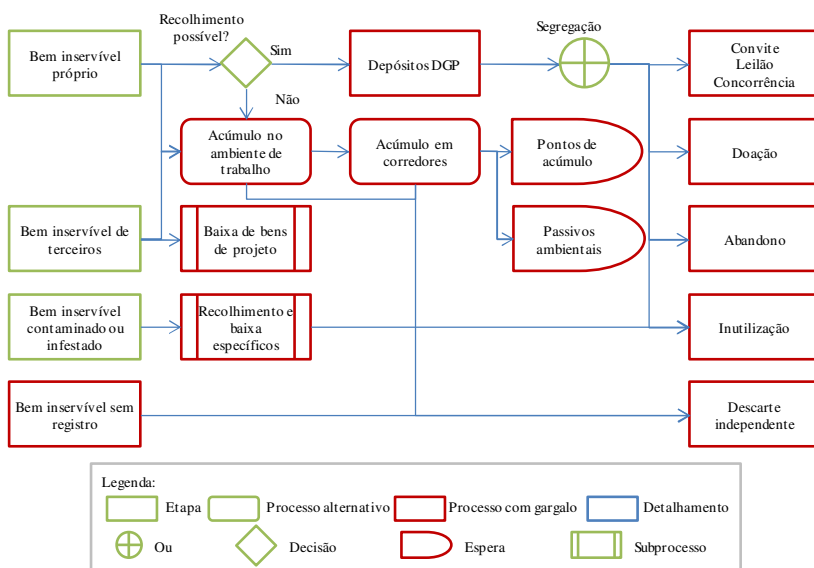 Recolhimento
possível?
Segregação
Bem inservível
próprio
Sim
Depósitos DGP
Convite
Leilão
Concorrência
Não
Acúmulo no
ambiente de
trabalho
Acúmulo em
corredores
Pontos de
acúmulo
Doação
Bem inservível de
terceiros
Baixa de bens
de projeto
Passivos
ambientais
Abandono
Bem inservível
contaminado ou
infestado
Recolhimento e
baixa
específicos
Inutilização
Bem inservível sem
registro
Descarte
independente
Legenda:
Etapa
Processo alternativo
Processo com gargalo
Detalhamento
Ou
Decisão
Espera
Subprocesso